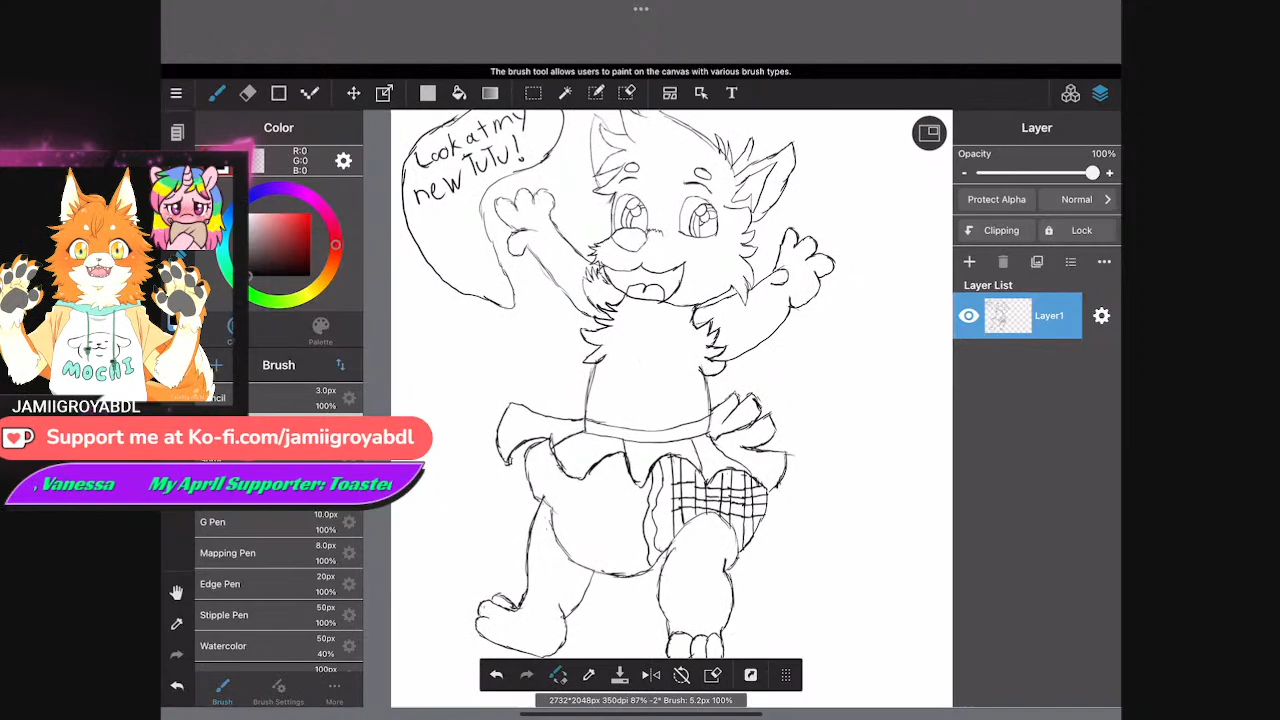 The brush tool allows users to paint on the canvas with various brush types.
T
Color
R:0
G:0
B:0
Palette
Brush
3.0px
100%
G Pen
10.0px
100%
Mapping Pen
8.0px
100%
Edge Pen
20px
100%
Stipple Pen
50px
100%
Watercolor
50px
40%
100px
Brush
Brush Settings
More
Look at my
new TuTu!
MOCHI
JAMIIGROYABDL
Support me at Ko-fi.com/jamiigroyabdl
, Vanessa My April Supporter: Toaste
2732*2048px 350dpi 87% -2° Brush: 5.2px 100%
Layer
Opacity
100%
- +
Protect Alpha
Normal
Clipping
Lock
Layer List
Layer1